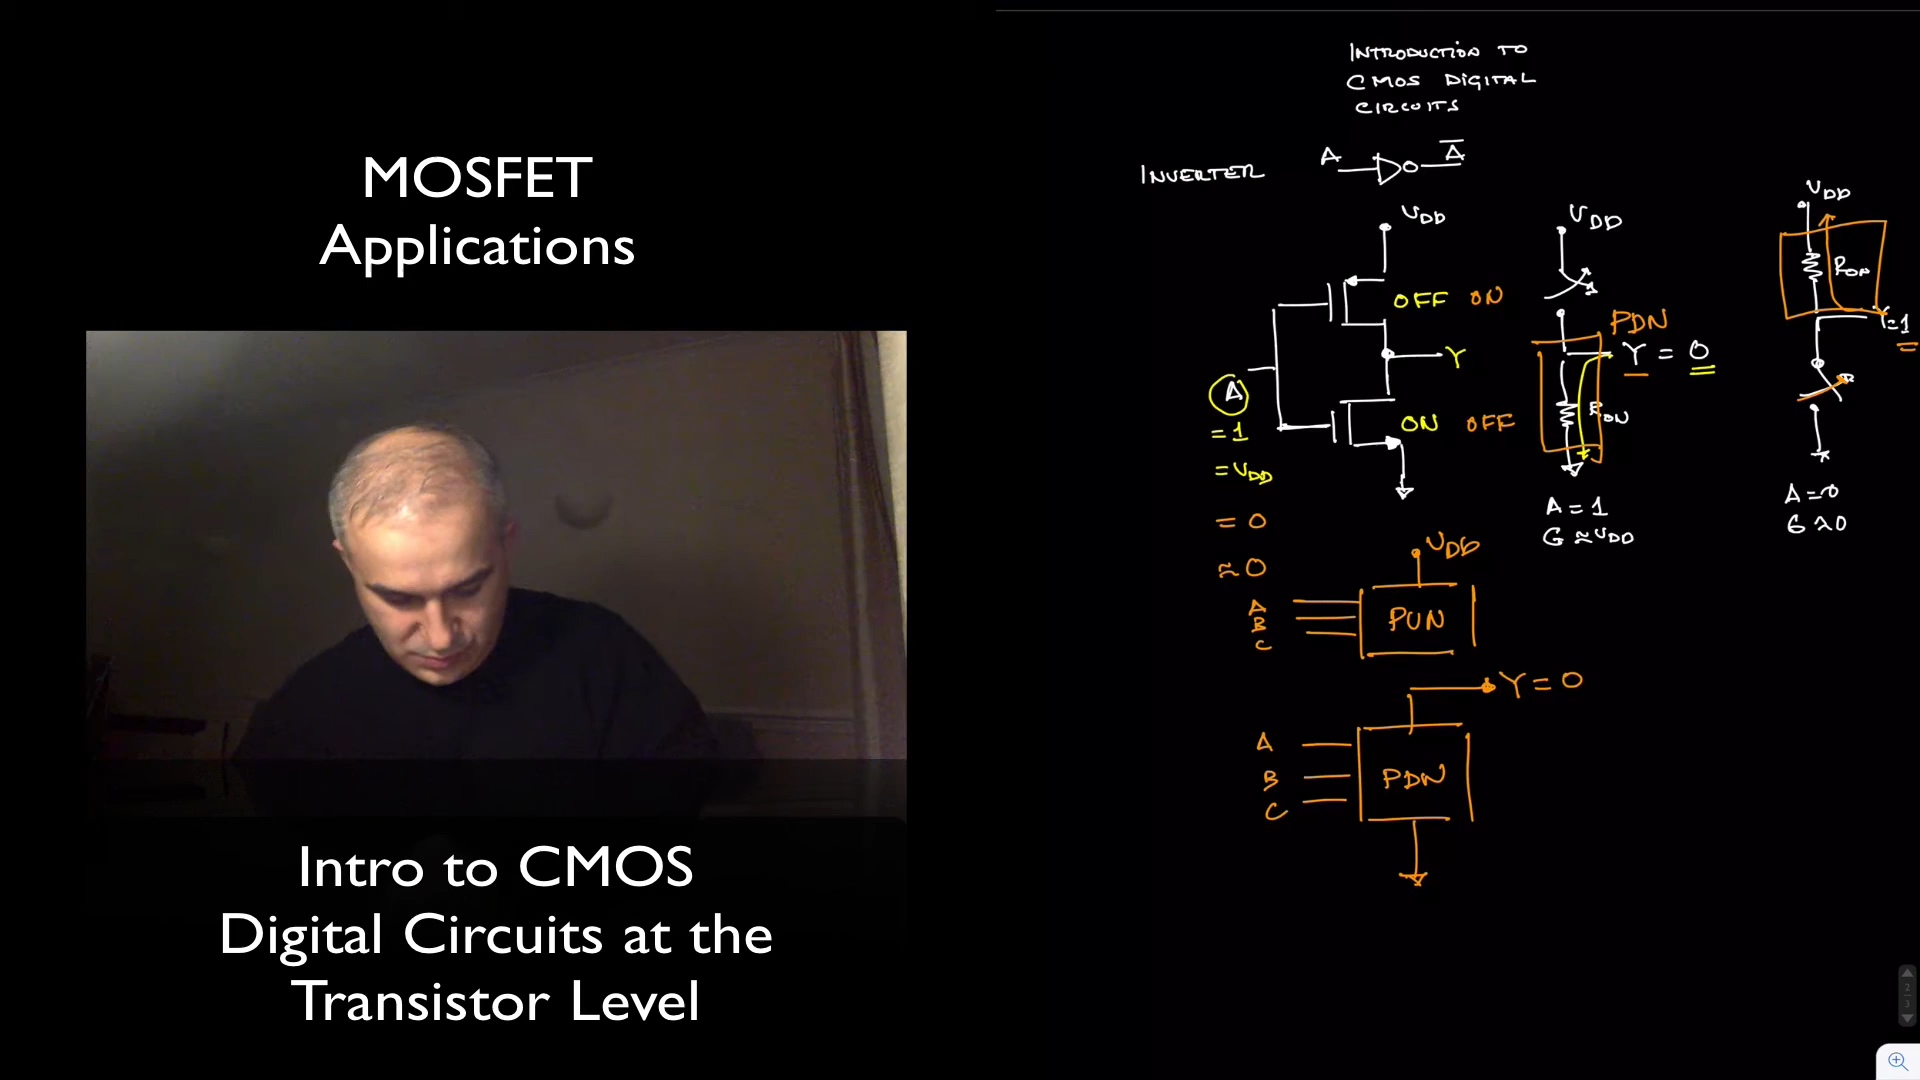 MOSFET
Applications
Intro to CMOS
Digital Circuits at the
Transistor Level
INTRODUCTION TO
CMOS DIGITAL
CIRCUITS
INVERTER
A
A̅
VDD
OFF ON
Y
A
= 1
= VDD
= 0
≈ 0
ON OFF
VDD
PDN
Y = 0
RON
A = 1
G ≈ VDD
VDD
RON
Y=1
A = 0
G ≈ 0
VDD
A
B
C
PUN
Y = 0
A
B
C
PDN